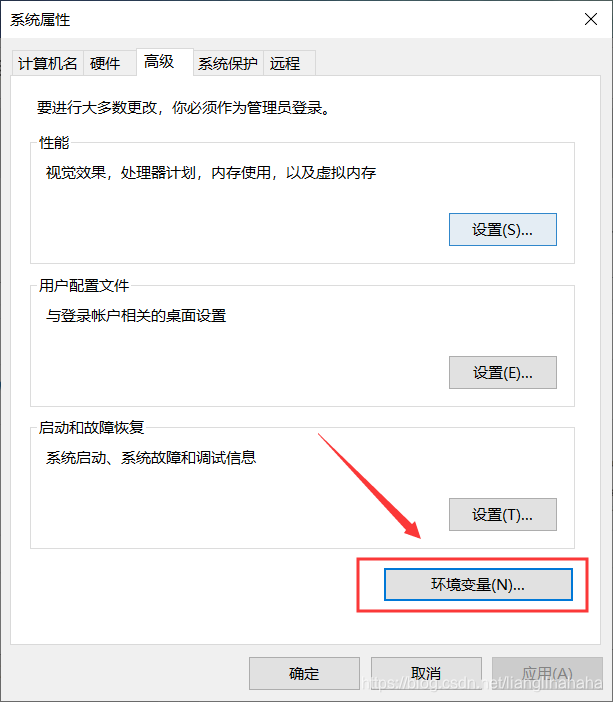 系统属性
计算机名 硬件 高级 系统保护 远程
要进行大多数更改，你必须作为管理员登录。
性能
视觉效果，处理器计划，内存使用，以及虚拟内存
设置(S)...
用户配置文件
与登录帐户相关的桌面设置
设置(E)...
启动和故障恢复
系统启动、系统故障和调试信息
设置(T)...
环境变量(N)...
确定 取消 应用(A)
https://blog.csdn.net/lianglinahaha